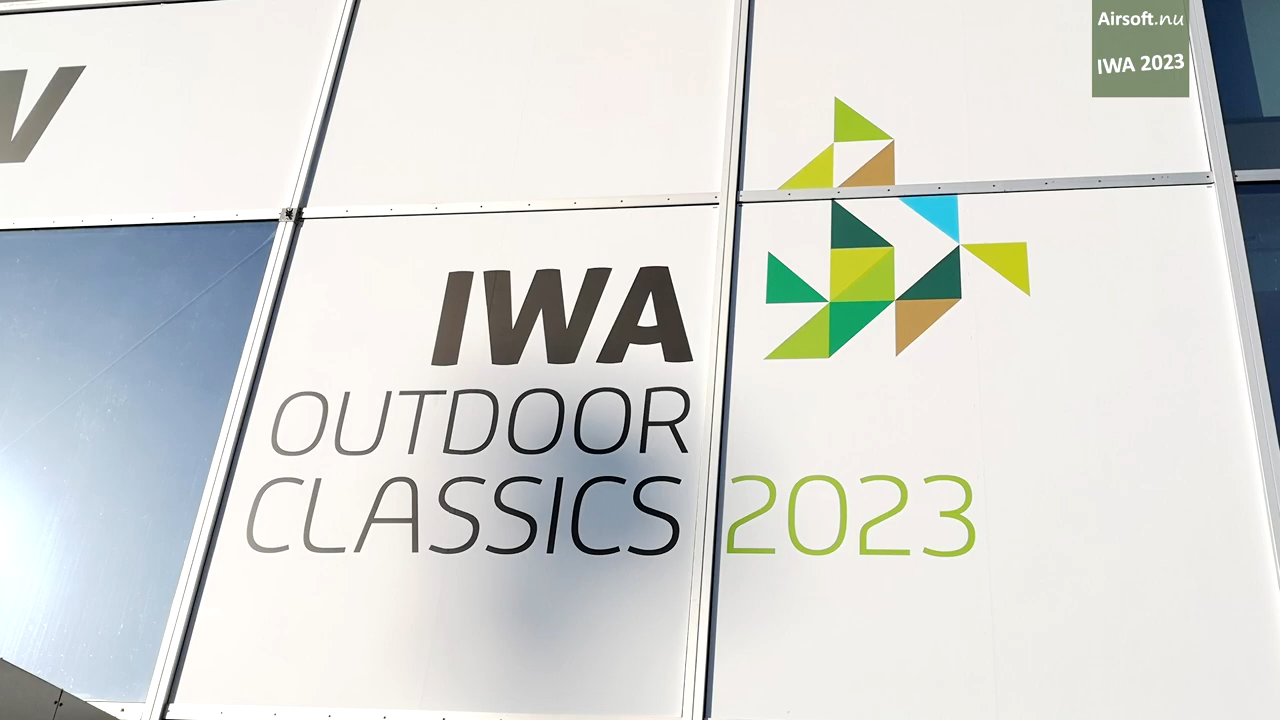 Airsoft.nu
IWA 2023
IWA
OUTDOOR
CLASSICS 2023